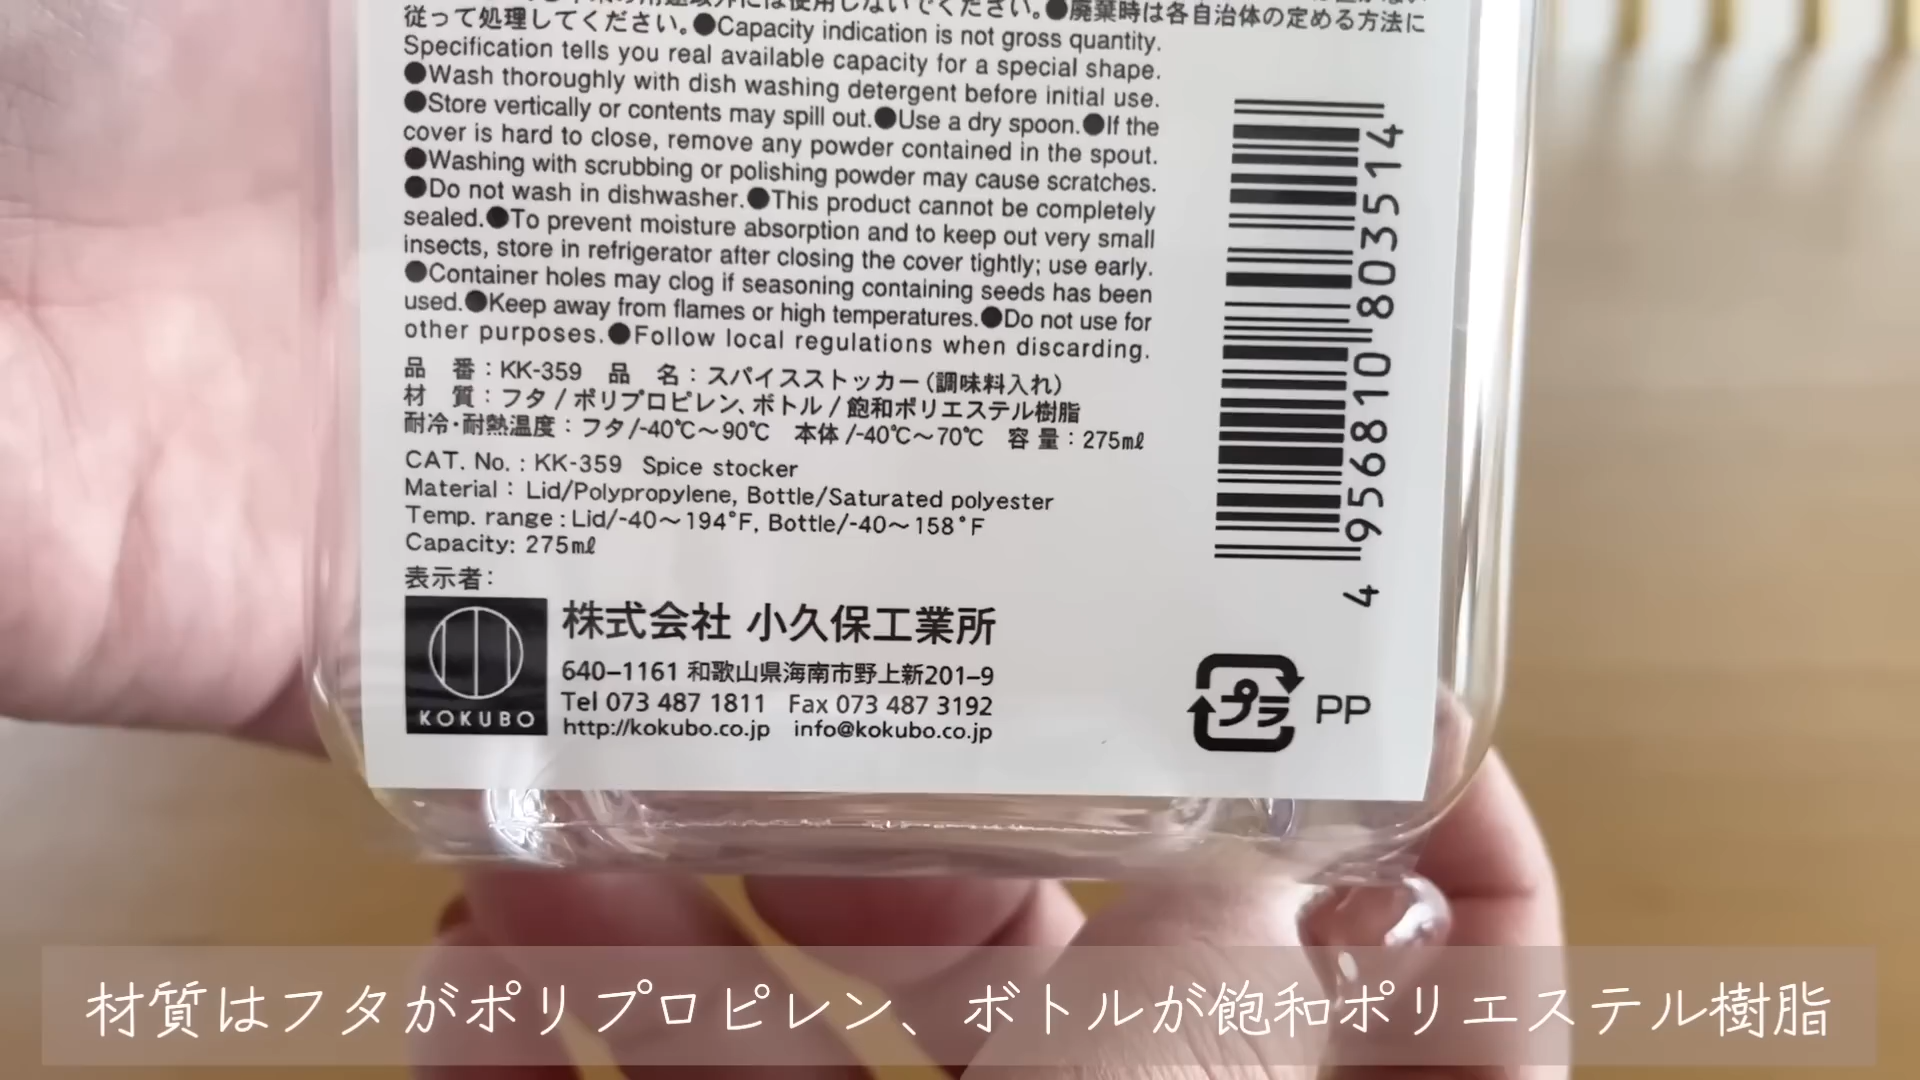 従って処理してください。●Capacity indication is not gross quantity.
Specification tells you real available capacity for a special shape.
●Wash thoroughly with dish washing detergent before initial use.
●Store vertically or contents may spill out.●Use a dry spoon.●If the
cover is hard to close, remove any powder contained in the spout.
●Washing with scrubbing or polishing powder may cause scratches.
●Do not wash in dishwasher.●This product cannot be completely
sealed.●To prevent moisture absorption and to keep out very small
insects, store in refrigerator after closing the cover tightly; use early.
●Container holes may clog if seasoning containing seeds has been
used.●Keep away from flames or high temperatures.●Do not use for
other purposes.●Follow local regulations when discarding.
●廃棄時は各自治体の定める方法に
品 番：KK-359 品 名：スパイスストッカー（調味料入れ）
材 質：フタ / ポリプロピレン、ボトル / 飽和ポリエステル樹脂
耐冷・耐熱温度：フタ/-40℃～90℃ 本体 /-40℃～70℃ 容 量：275㎖
CAT. No. : KK-359 Spice stocker
Material : Lid/Polypropylene, Bottle/Saturated polyester
Temp. range : Lid/-40～194°F, Bottle/-40～158°F
Capacity: 275㎖
表示者：
KOKUBO
株式会社 小久保工業所
640–1161 和歌山県海南市野上新201–9
Tel 073 487 1811 Fax 073 487 3192
http://kokubo.co.jp info@kokubo.co.jp
4 956810 803514
プラ PP
材質はフタがポリプロピレン、ボトルが飽和ポリエステル樹脂